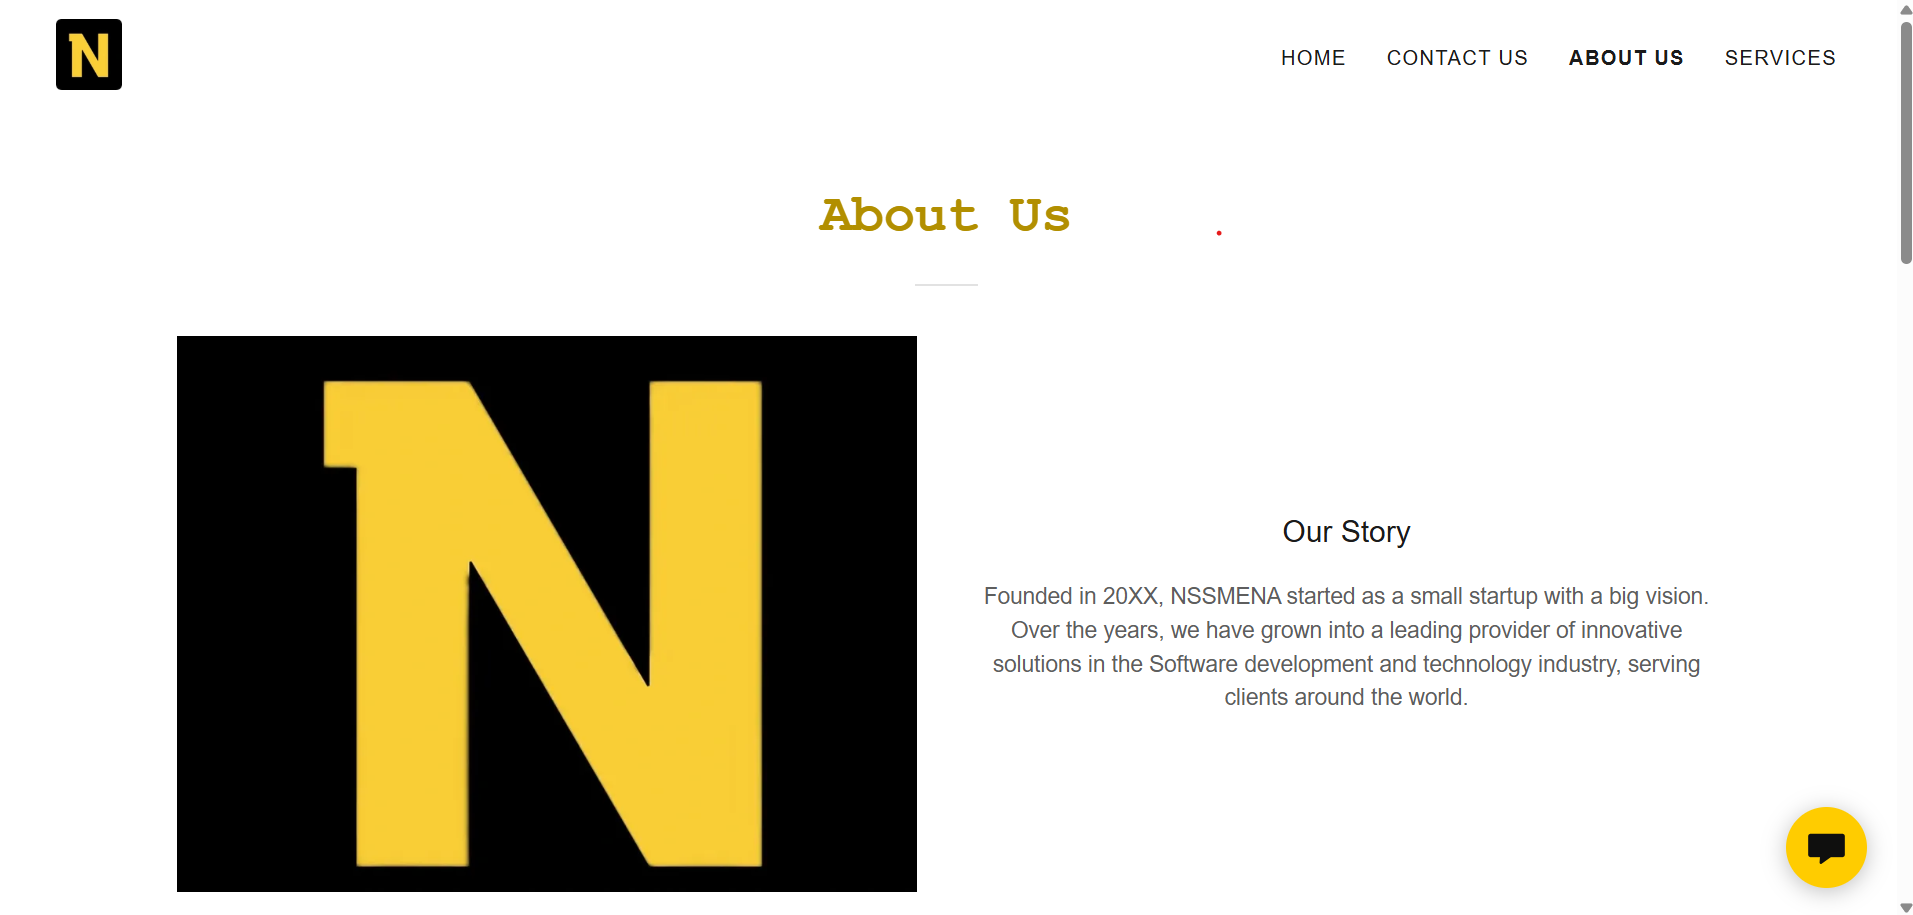 N
HOME CONTACT US ABOUT US SERVICES
About Us
N
Our Story
Founded in 20XX, NSSMENA started as a small startup with a big vision.
Over the years, we have grown into a leading provider of innovative
solutions in the Software development and technology industry, serving
clients around the world.